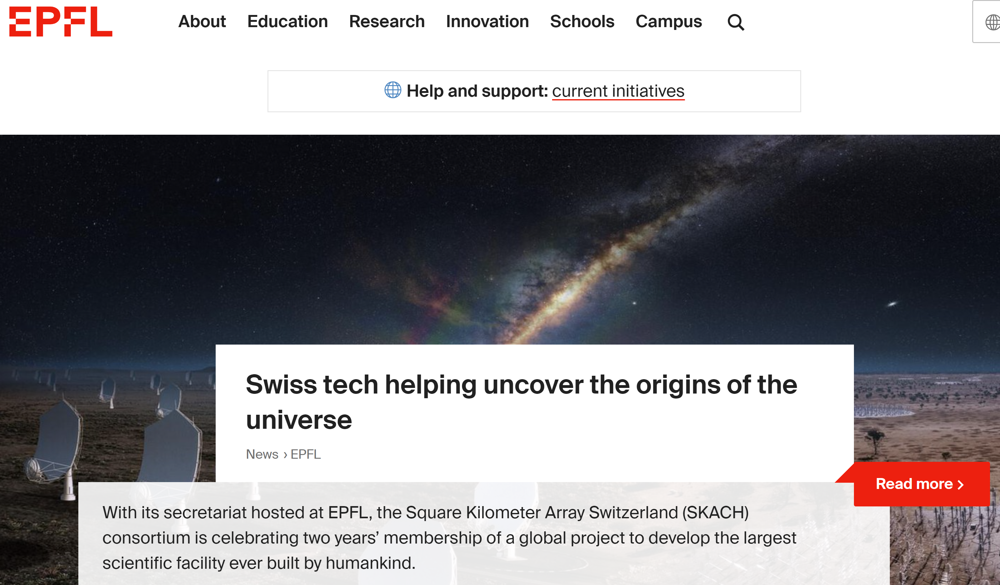 EPFL
About Education Research Innovation Schools Campus
Help and support: current initiatives
Swiss tech helping uncover the origins of the
universe
News › EPFL
Read more ›
With its secretariat hosted at EPFL, the Square Kilometer Array Switzerland (SKACH)
consortium is celebrating two years’ membership of a global project to develop the largest
scientific facility ever built by humankind.